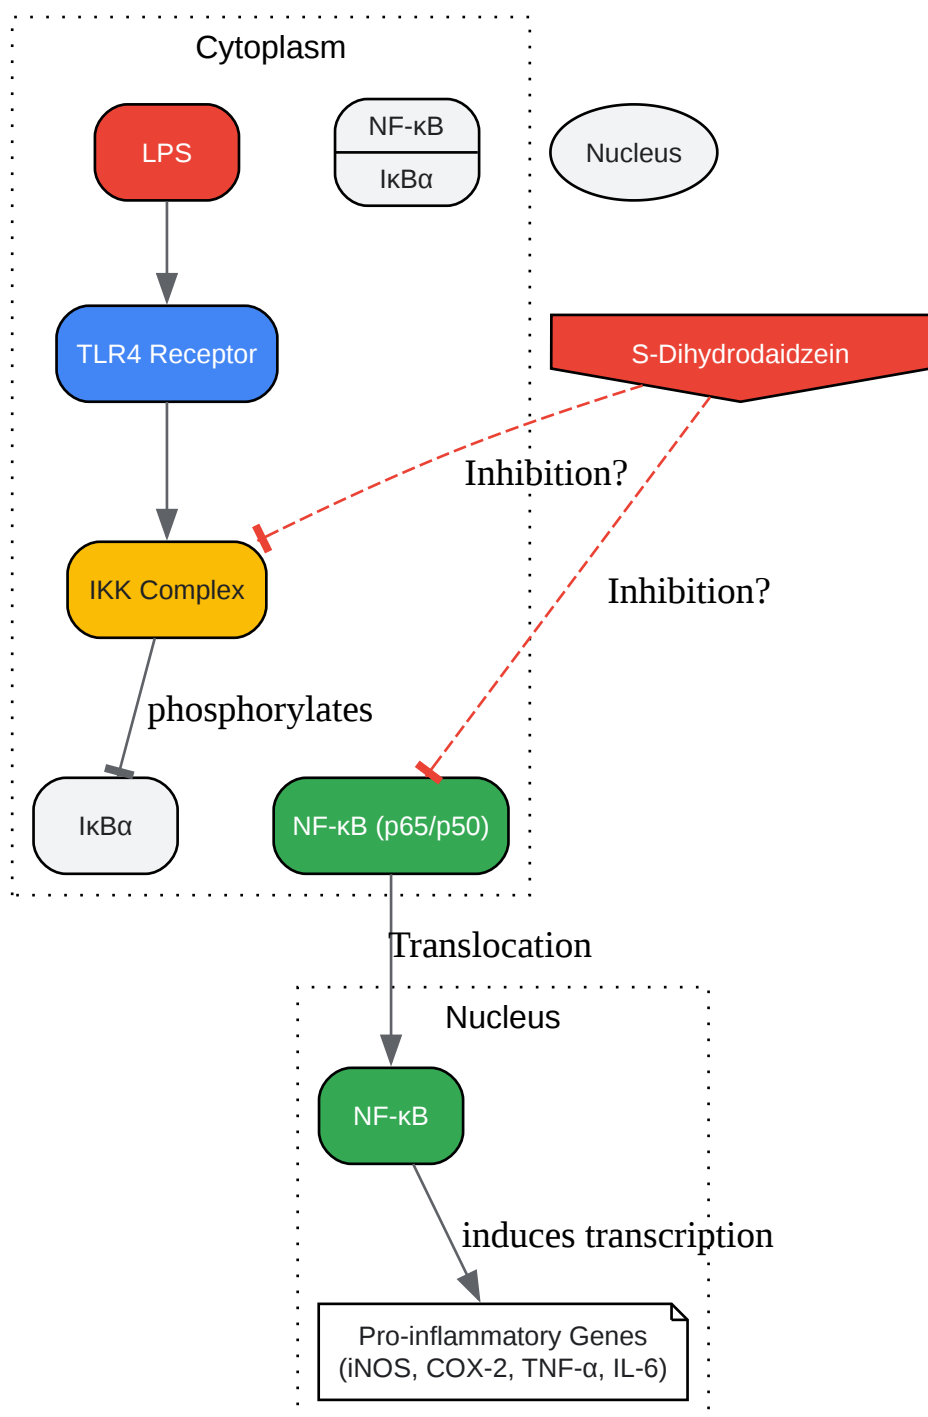 Cytoplasm
LPS
NF-κB
IκBα
Nucleus
TLR4 Receptor
S-Dihydrodaidzein
Inhibition?
IKK Complex
Inhibition?
phosphorylates
IκBα
NF-κB (p65/p50)
Translocation
Nucleus
NF-κB
induces transcription
Pro-inflammatory Genes
(iNOS, COX-2, TNF-α, IL-6)